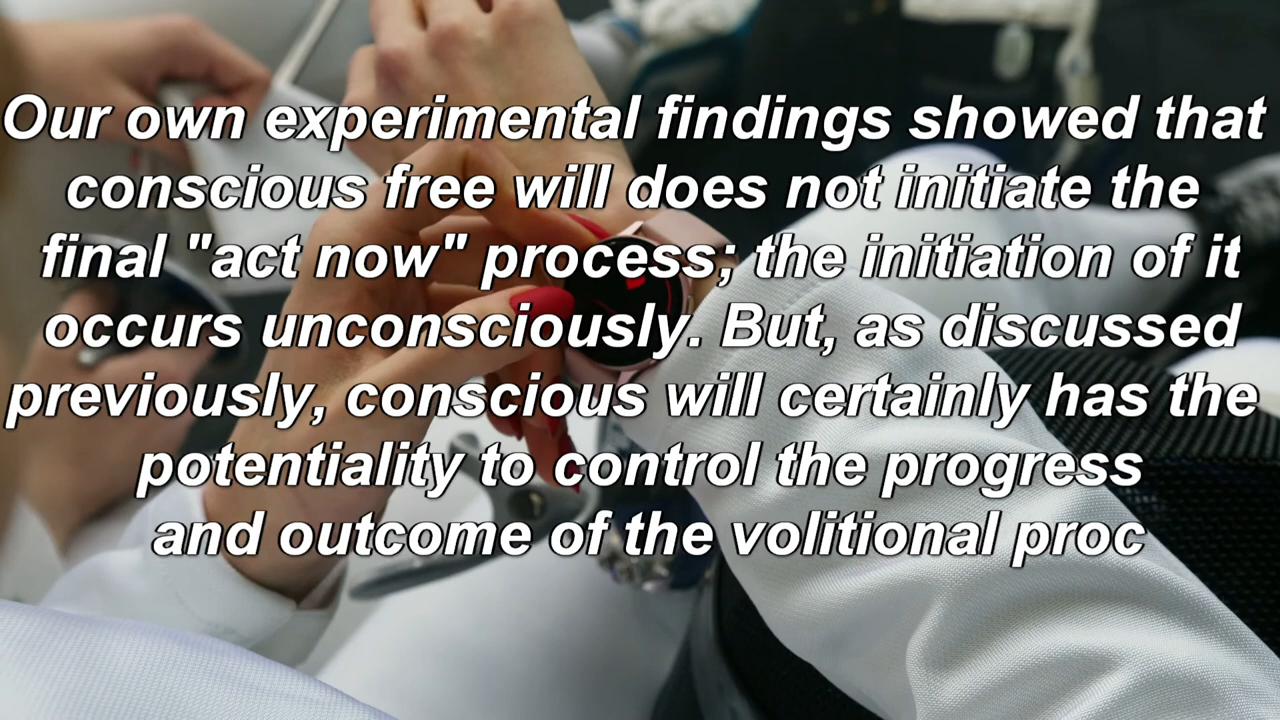 Our own experimental findings showed that
conscious free will does not initiate the
final "act now" process; the initiation of it
occurs unconsciously. But, as discussed
previously, conscious will certainly has the
potentiality to control the progress
and outcome of the volitional proc